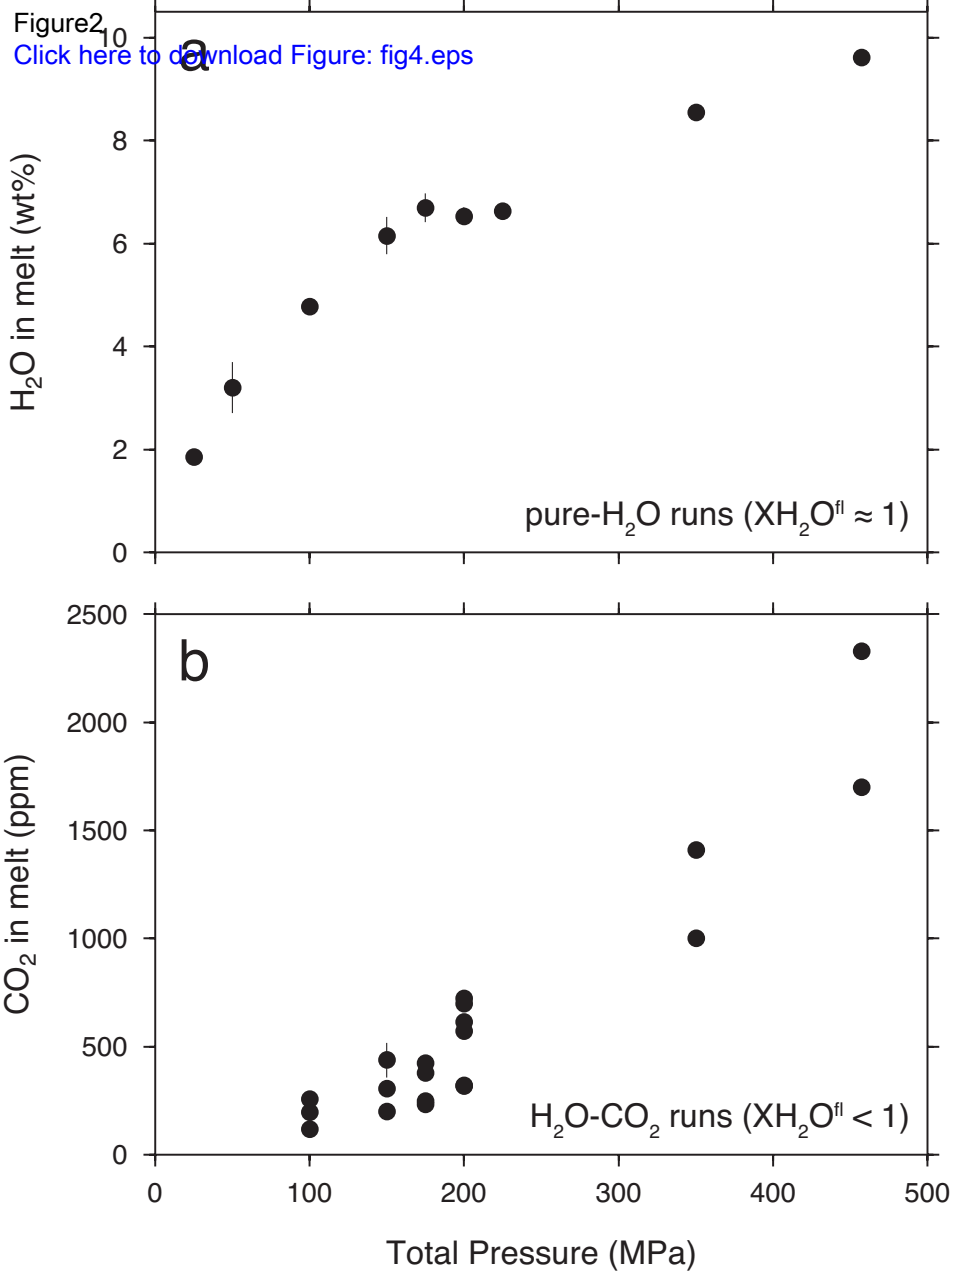 Figure2
Click here to download Figure: fig4.eps
a
10
8
6
4
2
0
H₂O in melt (wt%)
pure-H₂O runs (XH₂Oᶠˡ ≈ 1)
b
2500
2000
1500
1000
500
0
CO₂ in melt (ppm)
H₂O-CO₂ runs (XH₂Oᶠˡ < 1)
0 100 200 300 400 500
Total Pressure (MPa)